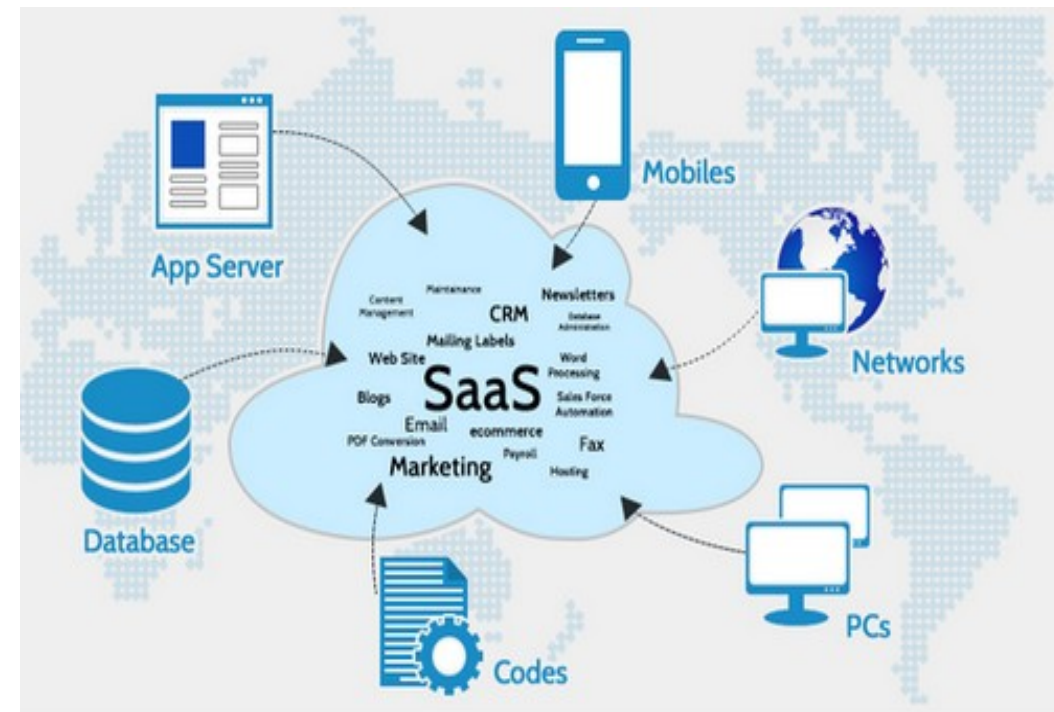 Mobiles
App Server
Maintanance
Content
Management
Newsletters
CRM
Database
Administration
Mailing Labels
Web Site
Word
Processing
SaaS
Blogs
Sales Force
Automation
Email
ecommerce
PDF Conversion
Fax
Payroll
Marketing
Hosting
Networks
Database
PCs
Codes